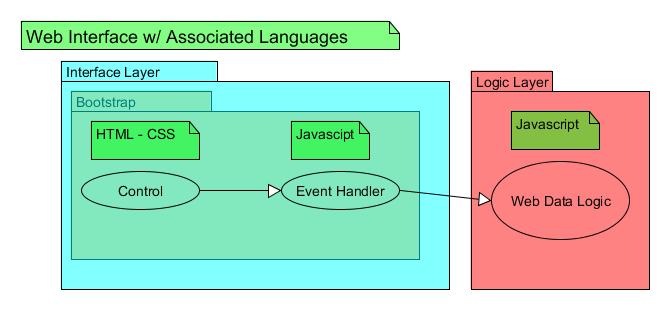 Web Interface w/ Associated Languages
Interface Layer
Bootstrap
HTML - CSS
Javascipt
Control
Event Handler
Logic Layer
Javascript
Web Data Logic